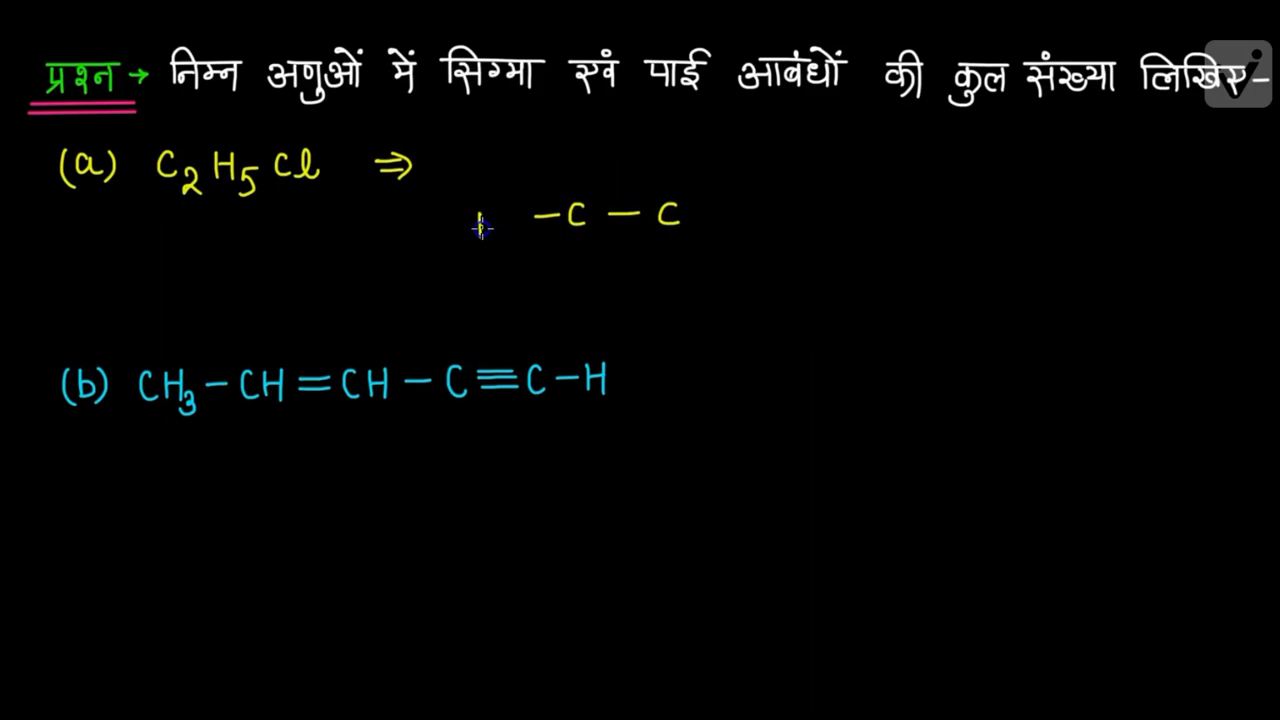 प्रश्न → निम्न अणुओं में सिग्मा एवं पाई आबंधों की कुल संख्या लिखिए-
(a) C₂H₅Cl ⇒
–C – C
(b) CH₃–CH=CH–C≡C–H